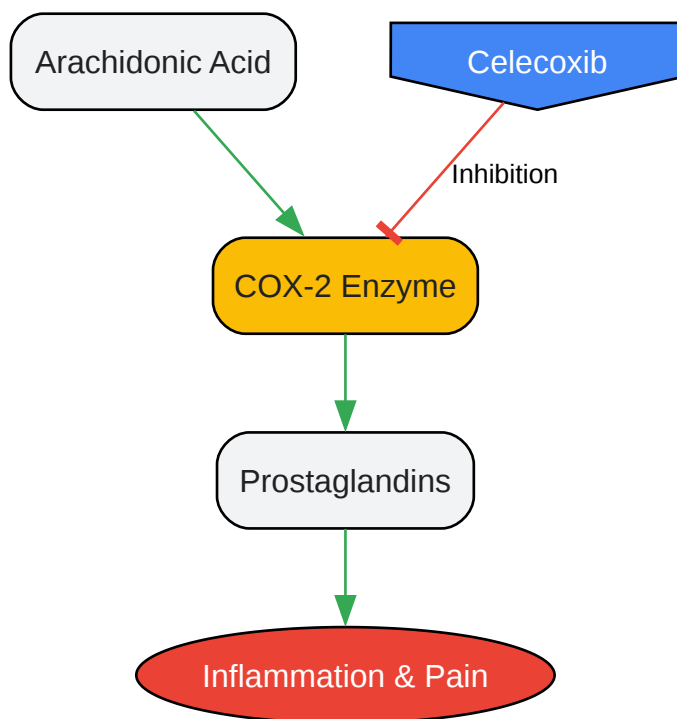 Arachidonic Acid
Celecoxib
Inhibition
COX-2 Enzyme
Prostaglandins
Inflammation & Pain